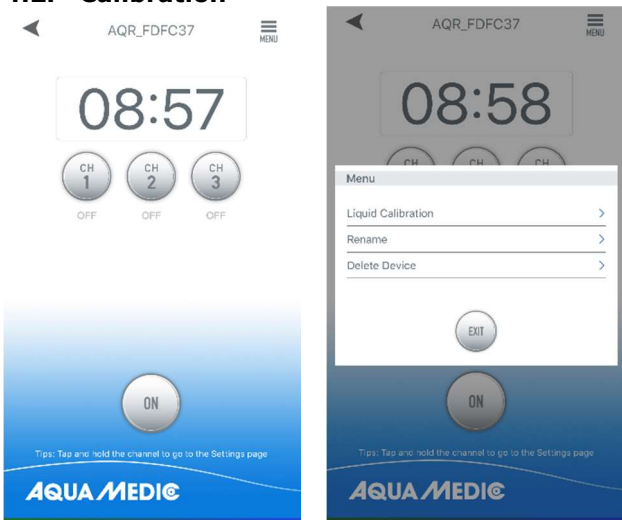 Calibration
AQR_FDFC37
MENU
08:57
CH
1
CH
2
CH
3
OFF
OFF
OFF
ON
Tips: Tap and hold the channel to go to the Settings page
AQUA MEDIC
AQR_FDFC37
MENU
08:58
CH
CH
CH
Menu
Liquid Calibration
Rename
Delete Device
EXIT
ON
Tips: Tap and hold the channel to go to the Settings page
AQUA MEDIC